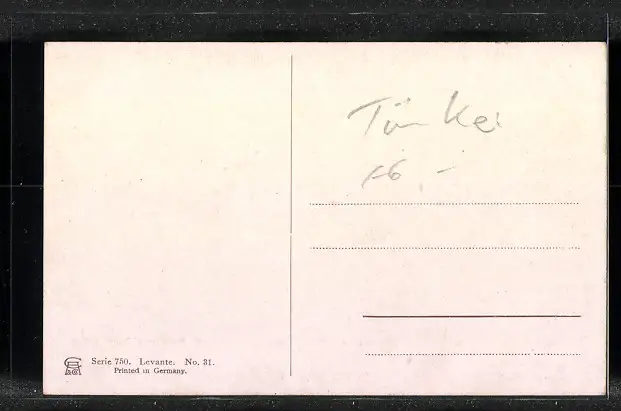 Türkei
16 -
Serie 750. Levante. No. 31.
Printed in Germany.